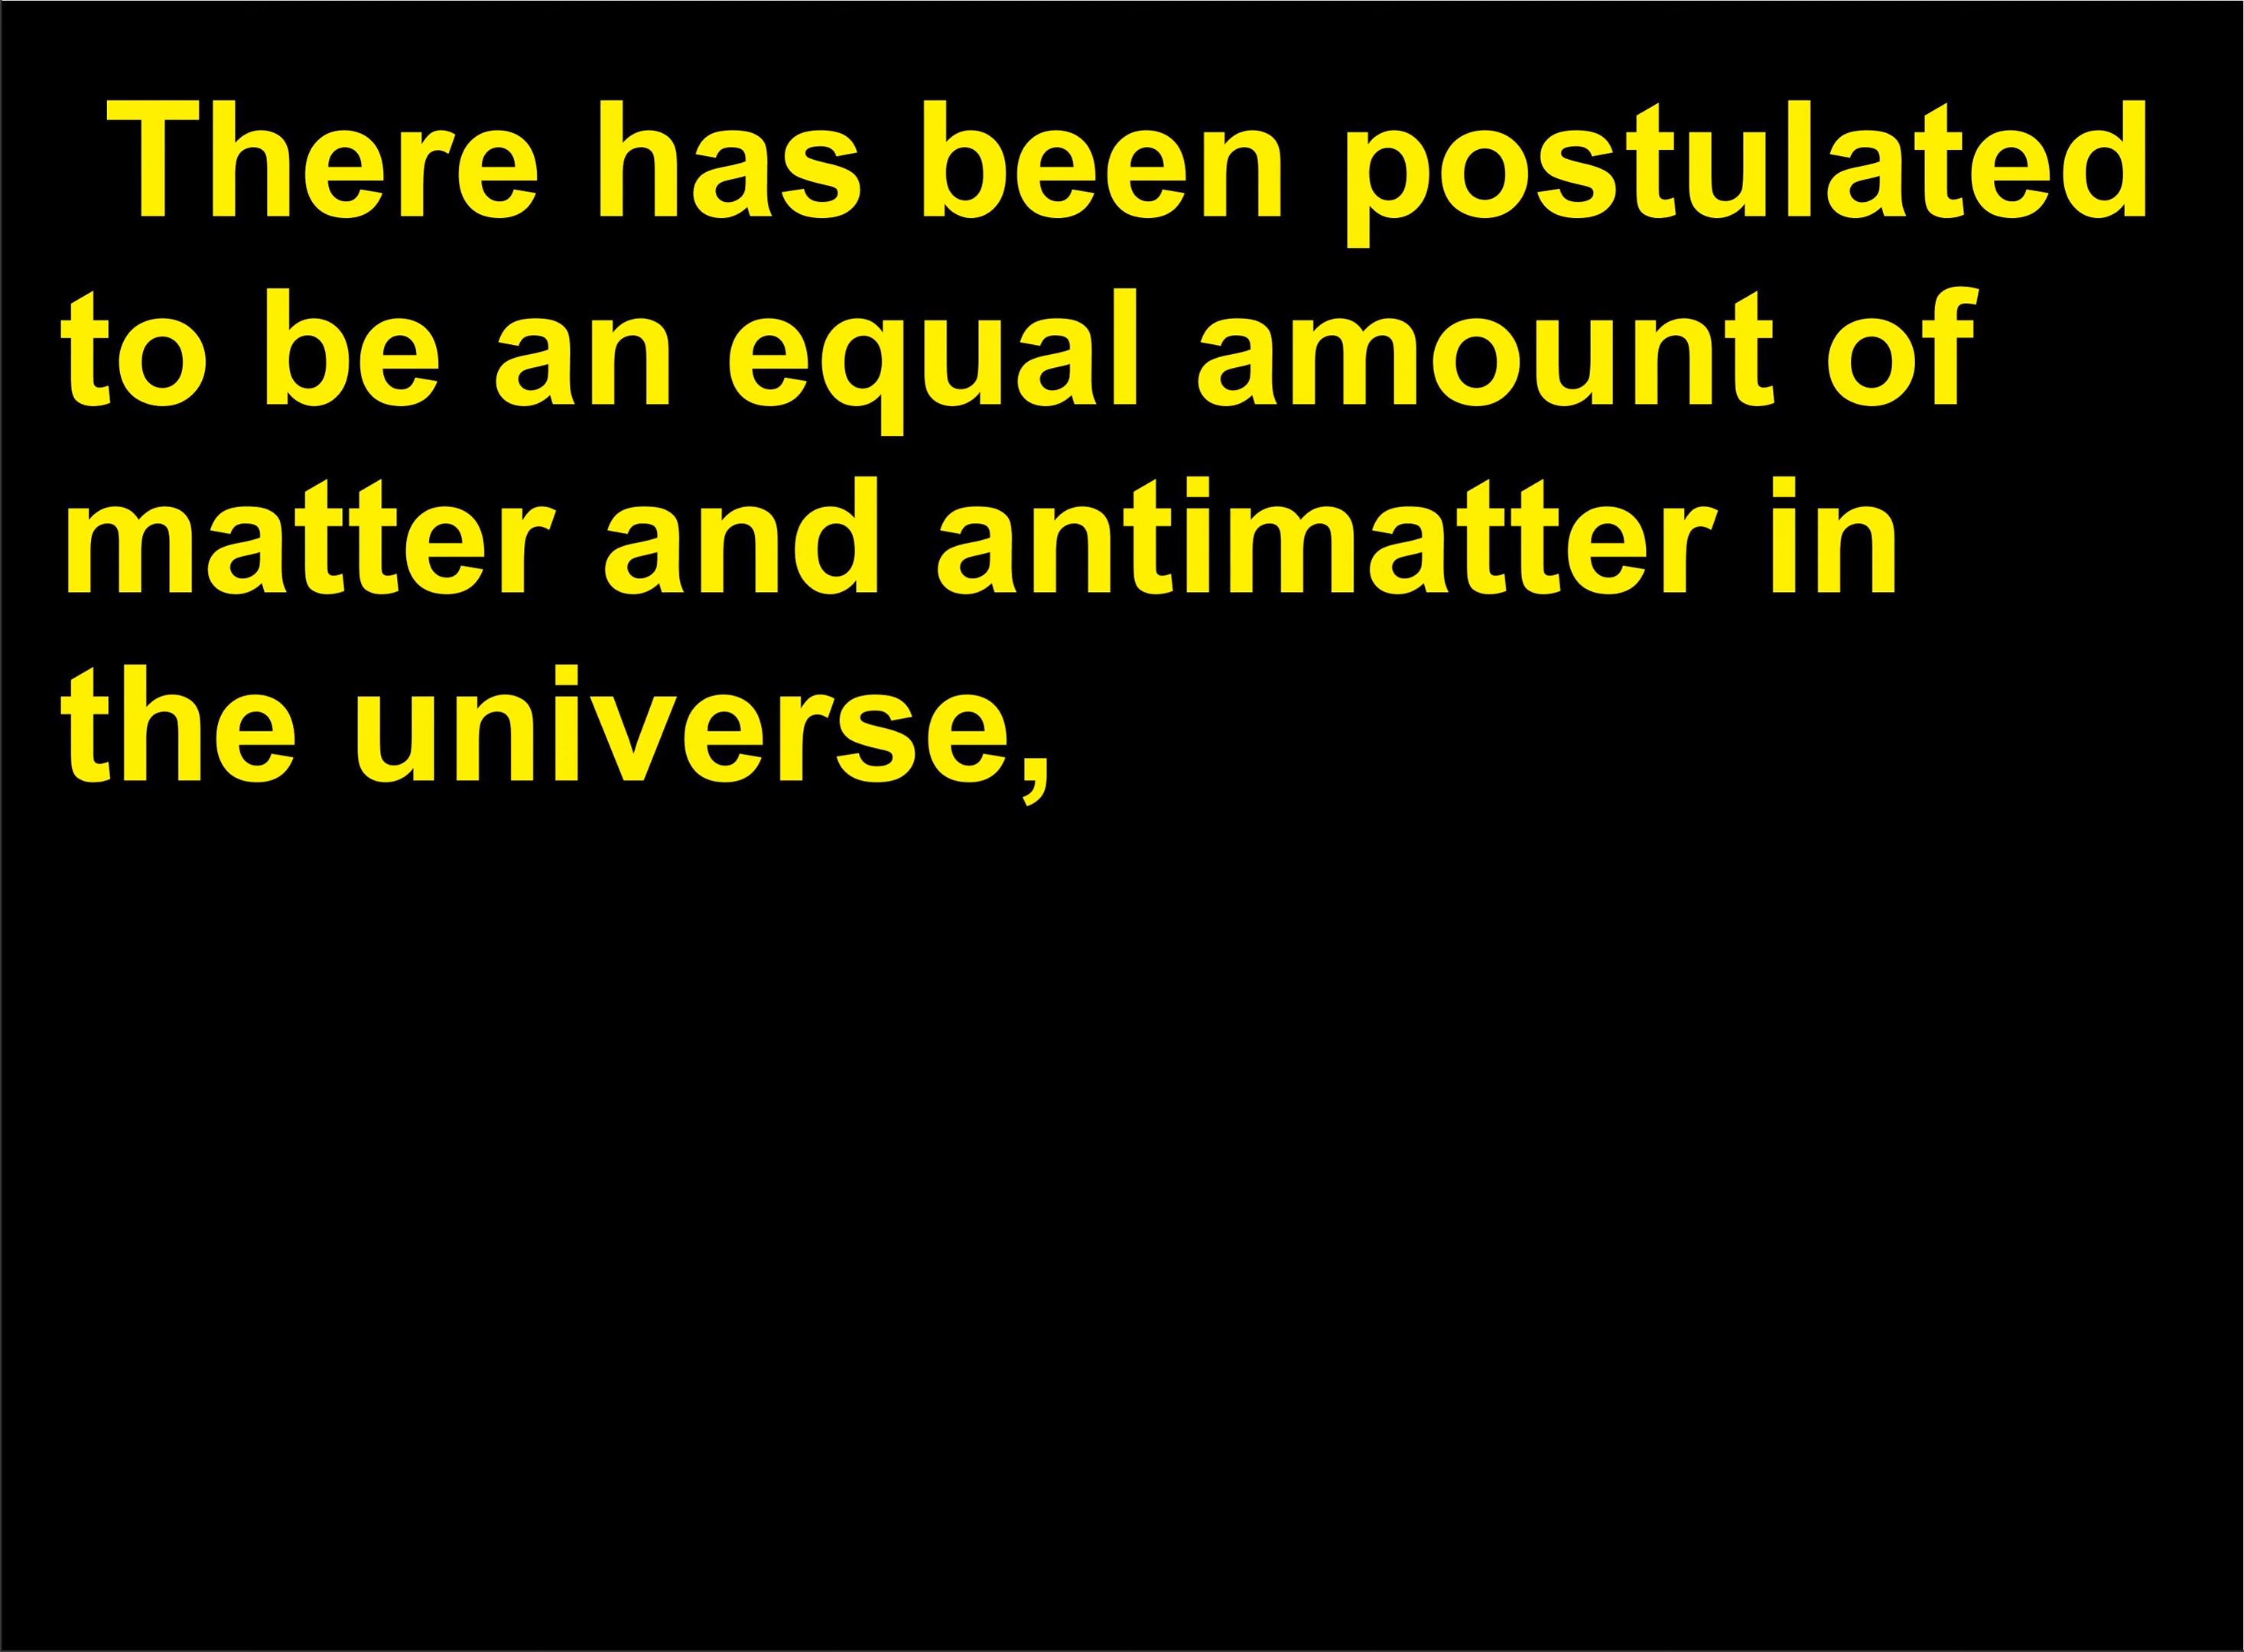 There has been postulated
to be an equal amount of
matter and antimatter in
the universe,